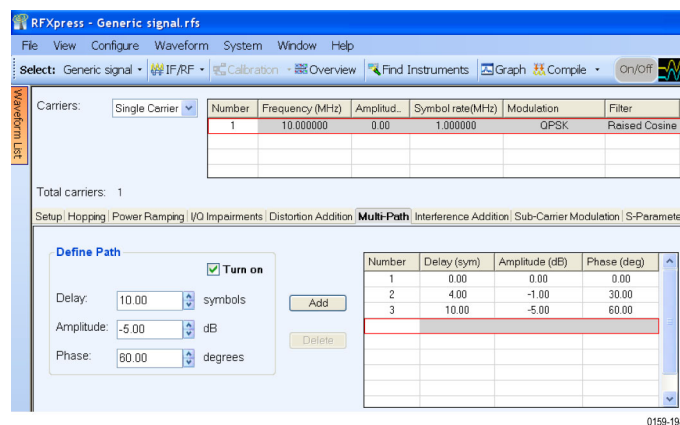 RFXpress - Generic signal.rfs
File View Configure Waveform System Window Help
Select: Generic signal IF/RF Calibration Overview Find Instruments Graph Compile On/Off
Waveform List
Carriers: Single Carrier
Number Frequency (MHz) Amplitud.. Symbol rate(MHz) Modulation Filter
1 10.000000 0.00 1.000000 QPSK Raised Cosine
Total carriers: 1
Setup Hopping Power Ramping I/Q Impairments Distortion Addition Multi-Path Interference Addition Sub-Carrier Modulation S-Paramete
Define Path
Turn on
Delay: 10.00 symbols
Amplitude: -5.00 dB
Phase: 60.00 degrees
Add
Delete
Number Delay (sym) Amplitude (dB) Phase (deg)
1 0.00 0.00 0.00
2 4.00 -1.00 30.00
3 10.00 -5.00 60.00
0159-19